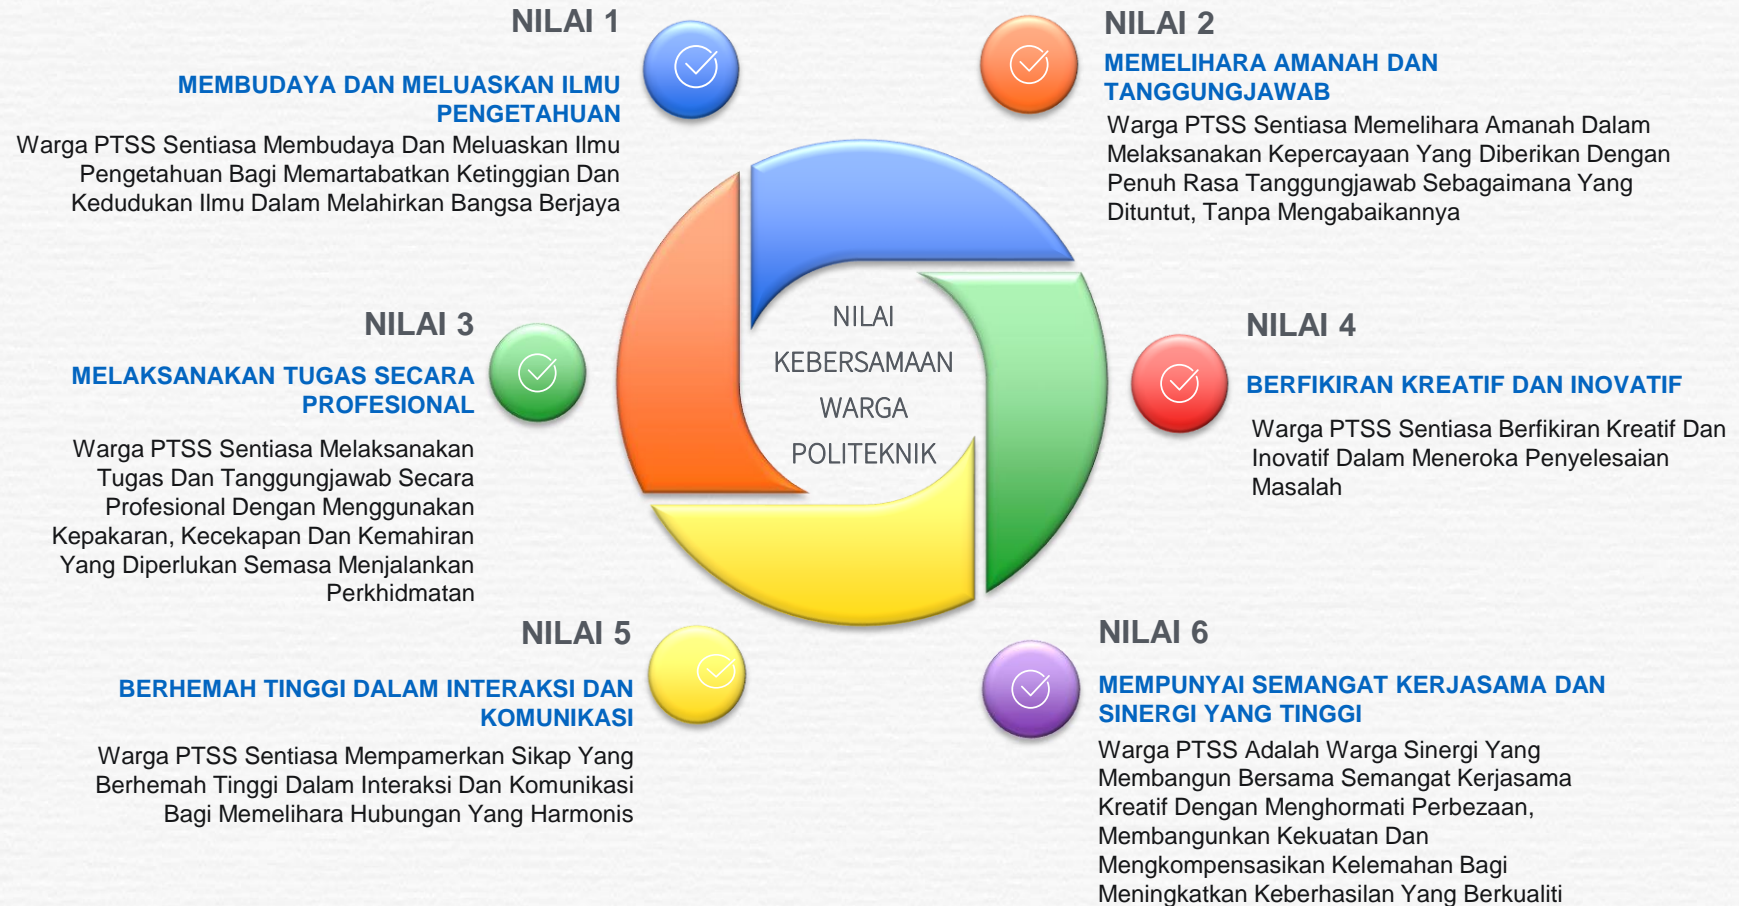 NILAI 1
MEMBUDAYA DAN MELUASKAN ILMU
PENGETAHUAN
Warga PTSS Sentiasa Membudaya Dan Meluaskan Ilmu
Pengetahuan Bagi Memartabatkan Ketinggian Dan
Kedudukan Ilmu Dalam Melahirkan Bangsa Berjaya
NILAI 2
MEMELIHARA AMANAH DAN
TANGGUNGJAWAB
Warga PTSS Sentiasa Memelihara Amanah Dalam
Melaksanakan Kepercayaan Yang Diberikan Dengan
Penuh Rasa Tanggungjawab Sebagaimana Yang
Dituntut, Tanpa Mengabaikannya
NILAI
KEBERSAMAAN
WARGA
POLITEKNIK
NILAI 3
MELAKSANAKAN TUGAS SECARA
PROFESIONAL
Warga PTSS Sentiasa Melaksanakan
Tugas Dan Tanggungjawab Secara
Profesional Dengan Menggunakan
Kepakaran, Kecekapan Dan Kemahiran
Yang Diperlukan Semasa Menjalankan
Perkhidmatan
NILAI 4
BERFIKIRAN KREATIF DAN INOVATIF
Warga PTSS Sentiasa Berfikiran Kreatif Dan
Inovatif Dalam Meneroka Penyelesaian
Masalah
NILAI 5
BERHEMAH TINGGI DALAM INTERAKSI DAN
KOMUNIKASI
Warga PTSS Sentiasa Mempamerkan Sikap Yang
Berhemah Tinggi Dalam Interaksi Dan Komunikasi
Bagi Memelihara Hubungan Yang Harmonis
NILAI 6
MEMPUNYAI SEMANGAT KERJASAMA DAN
SINERGI YANG TINGGI
Warga PTSS Adalah Warga Sinergi Yang
Membangun Bersama Semangat Kerjasama
Kreatif Dengan Menghormati Perbezaan,
Membangunkan Kekuatan Dan
Mengkompensasikan Kelemahan Bagi
Meningkatkan Keberhasilan Yang Berkualiti